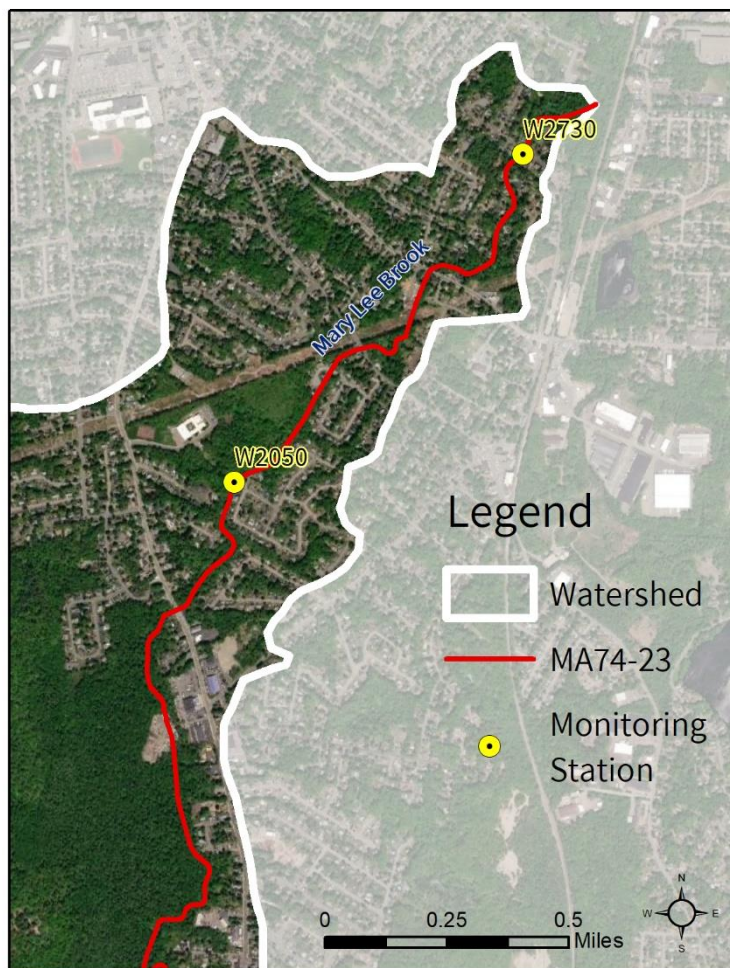 W2730
Mary Lee Brook
W2050
Legend
Watershed
MA74-23
Monitoring
Station
N
W
E
S
0
0.25
0.5
Miles